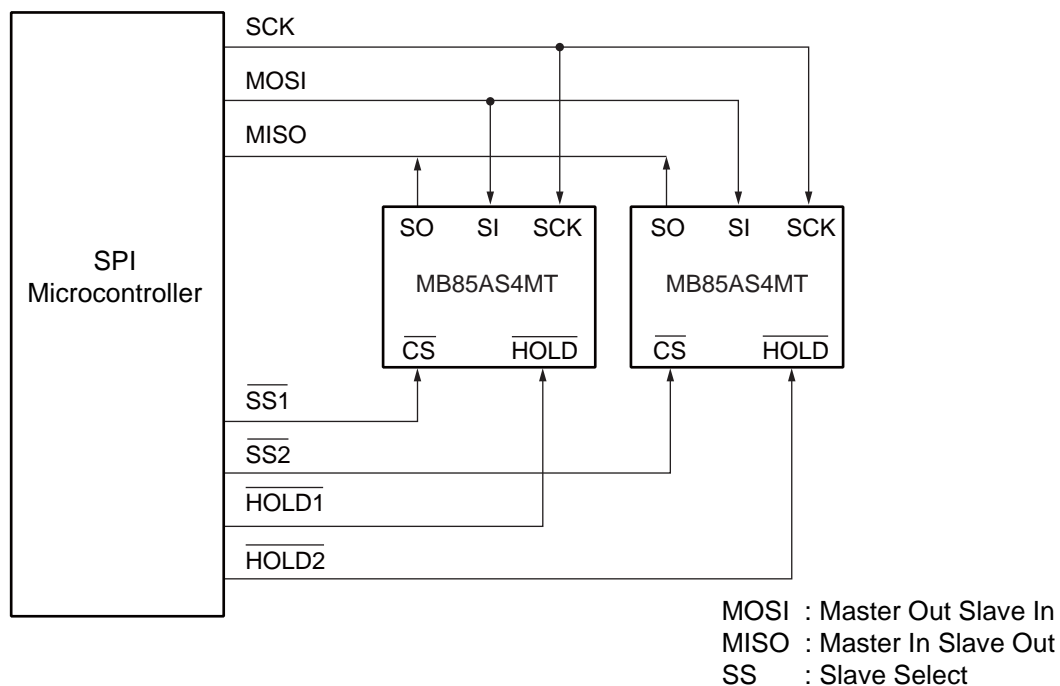 SCK
MOSI
MISO
SO SI SCK
MB85AS4MT
CS HOLD
SO SI SCK
MB85AS4MT
CS HOLD
SPI
Microcontroller
SS1
SS2
HOLD1
HOLD2
MOSI : Master Out Slave In
MISO : Master In Slave Out
SS : Slave Select